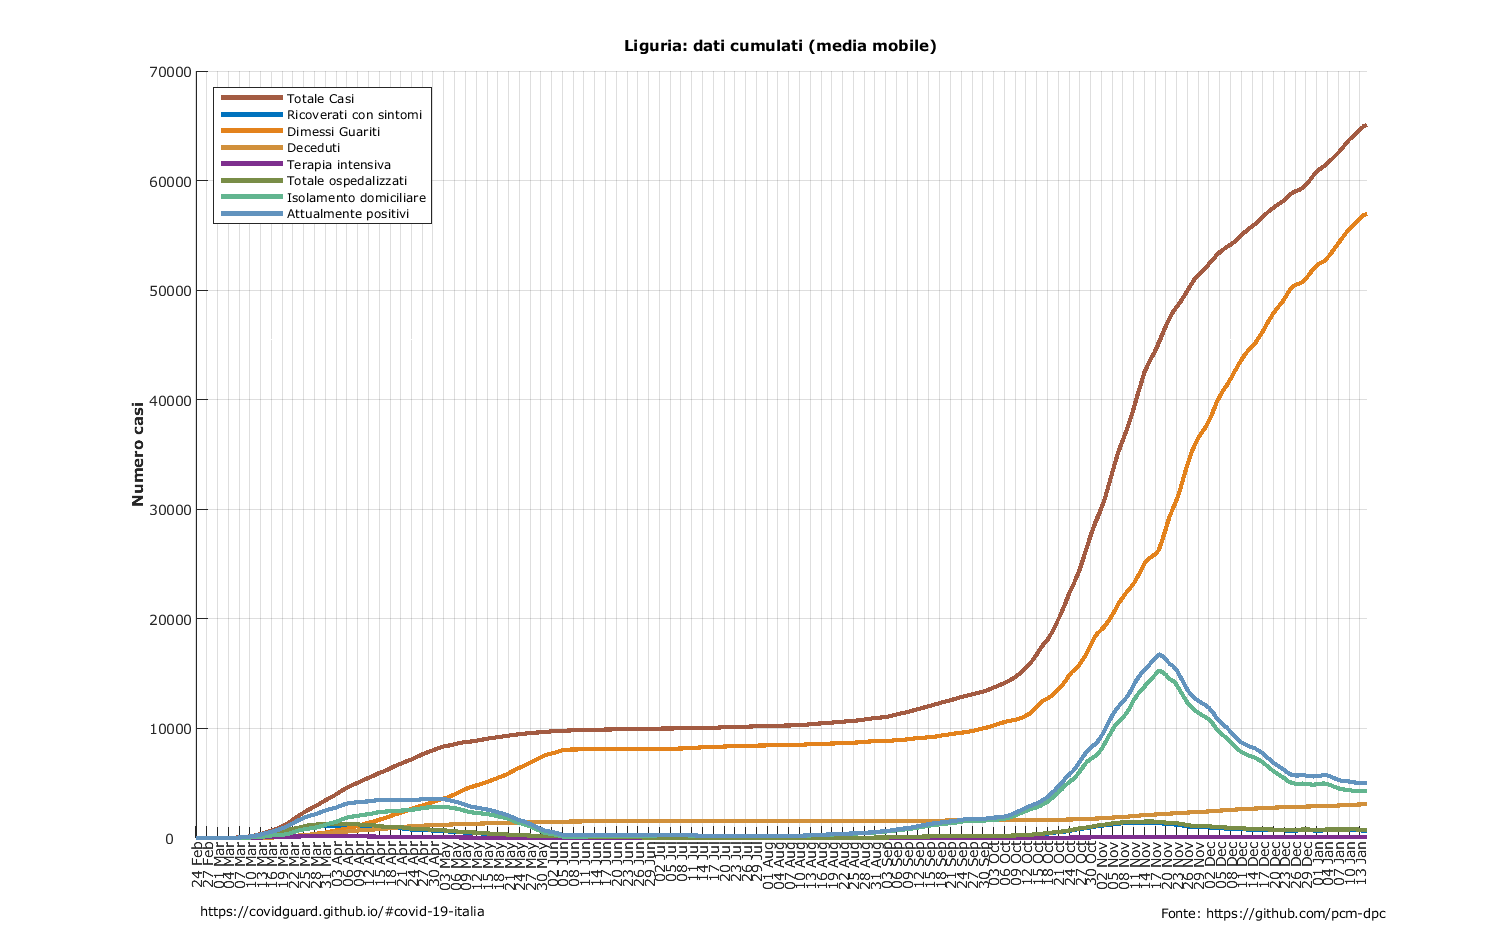 Liguria: dati cumulati (media mobile)
70000
60000
50000
40000
30000
20000
10000
0
Numero casi
Totale Casi
Ricoverati con sintomi
Dimessi Guariti
Deceduti
Terapia intensiva
Totale ospedalizzati
Isolamento domiciliare
Attualmente positivi
24 Feb
27 Feb
01 Mar
04 Mar
07 Mar
10 Mar
13 Mar
16 Mar
19 Mar
22 Mar
25 Mar
28 Mar
31 Mar
03 Apr
06 Apr
09 Apr
12 Apr
15 Apr
18 Apr
21 Apr
24 Apr
27 Apr
30 Apr
03 May
06 May
09 May
12 May
15 May
18 May
21 May
24 May
27 May
30 May
02 Jun
05 Jun
08 Jun
11 Jun
14 Jun
17 Jun
20 Jun
23 Jun
26 Jun
29 Jun
02 Jul
05 Jul
08 Jul
11 Jul
14 Jul
17 Jul
20 Jul
23 Jul
26 Jul
29 Jul
01 Aug
04 Aug
07 Aug
10 Aug
13 Aug
16 Aug
19 Aug
22 Aug
25 Aug
28 Aug
31 Aug
03 Sep
06 Sep
09 Sep
12 Sep
15 Sep
18 Sep
21 Sep
24 Sep
27 Sep
30 Sep
03 Oct
06 Oct
09 Oct
12 Oct
15 Oct
18 Oct
21 Oct
24 Oct
27 Oct
30 Oct
02 Nov
05 Nov
08 Nov
11 Nov
14 Nov
17 Nov
20 Nov
23 Nov
26 Nov
29 Nov
02 Dec
05 Dec
08 Dec
11 Dec
14 Dec
17 Dec
20 Dec
23 Dec
26 Dec
29 Dec
01 Jan
04 Jan
07 Jan
10 Jan
13 Jan
https://covidguard.github.io/#covid-19-italia
Fonte: https://github.com/pcm-dpc